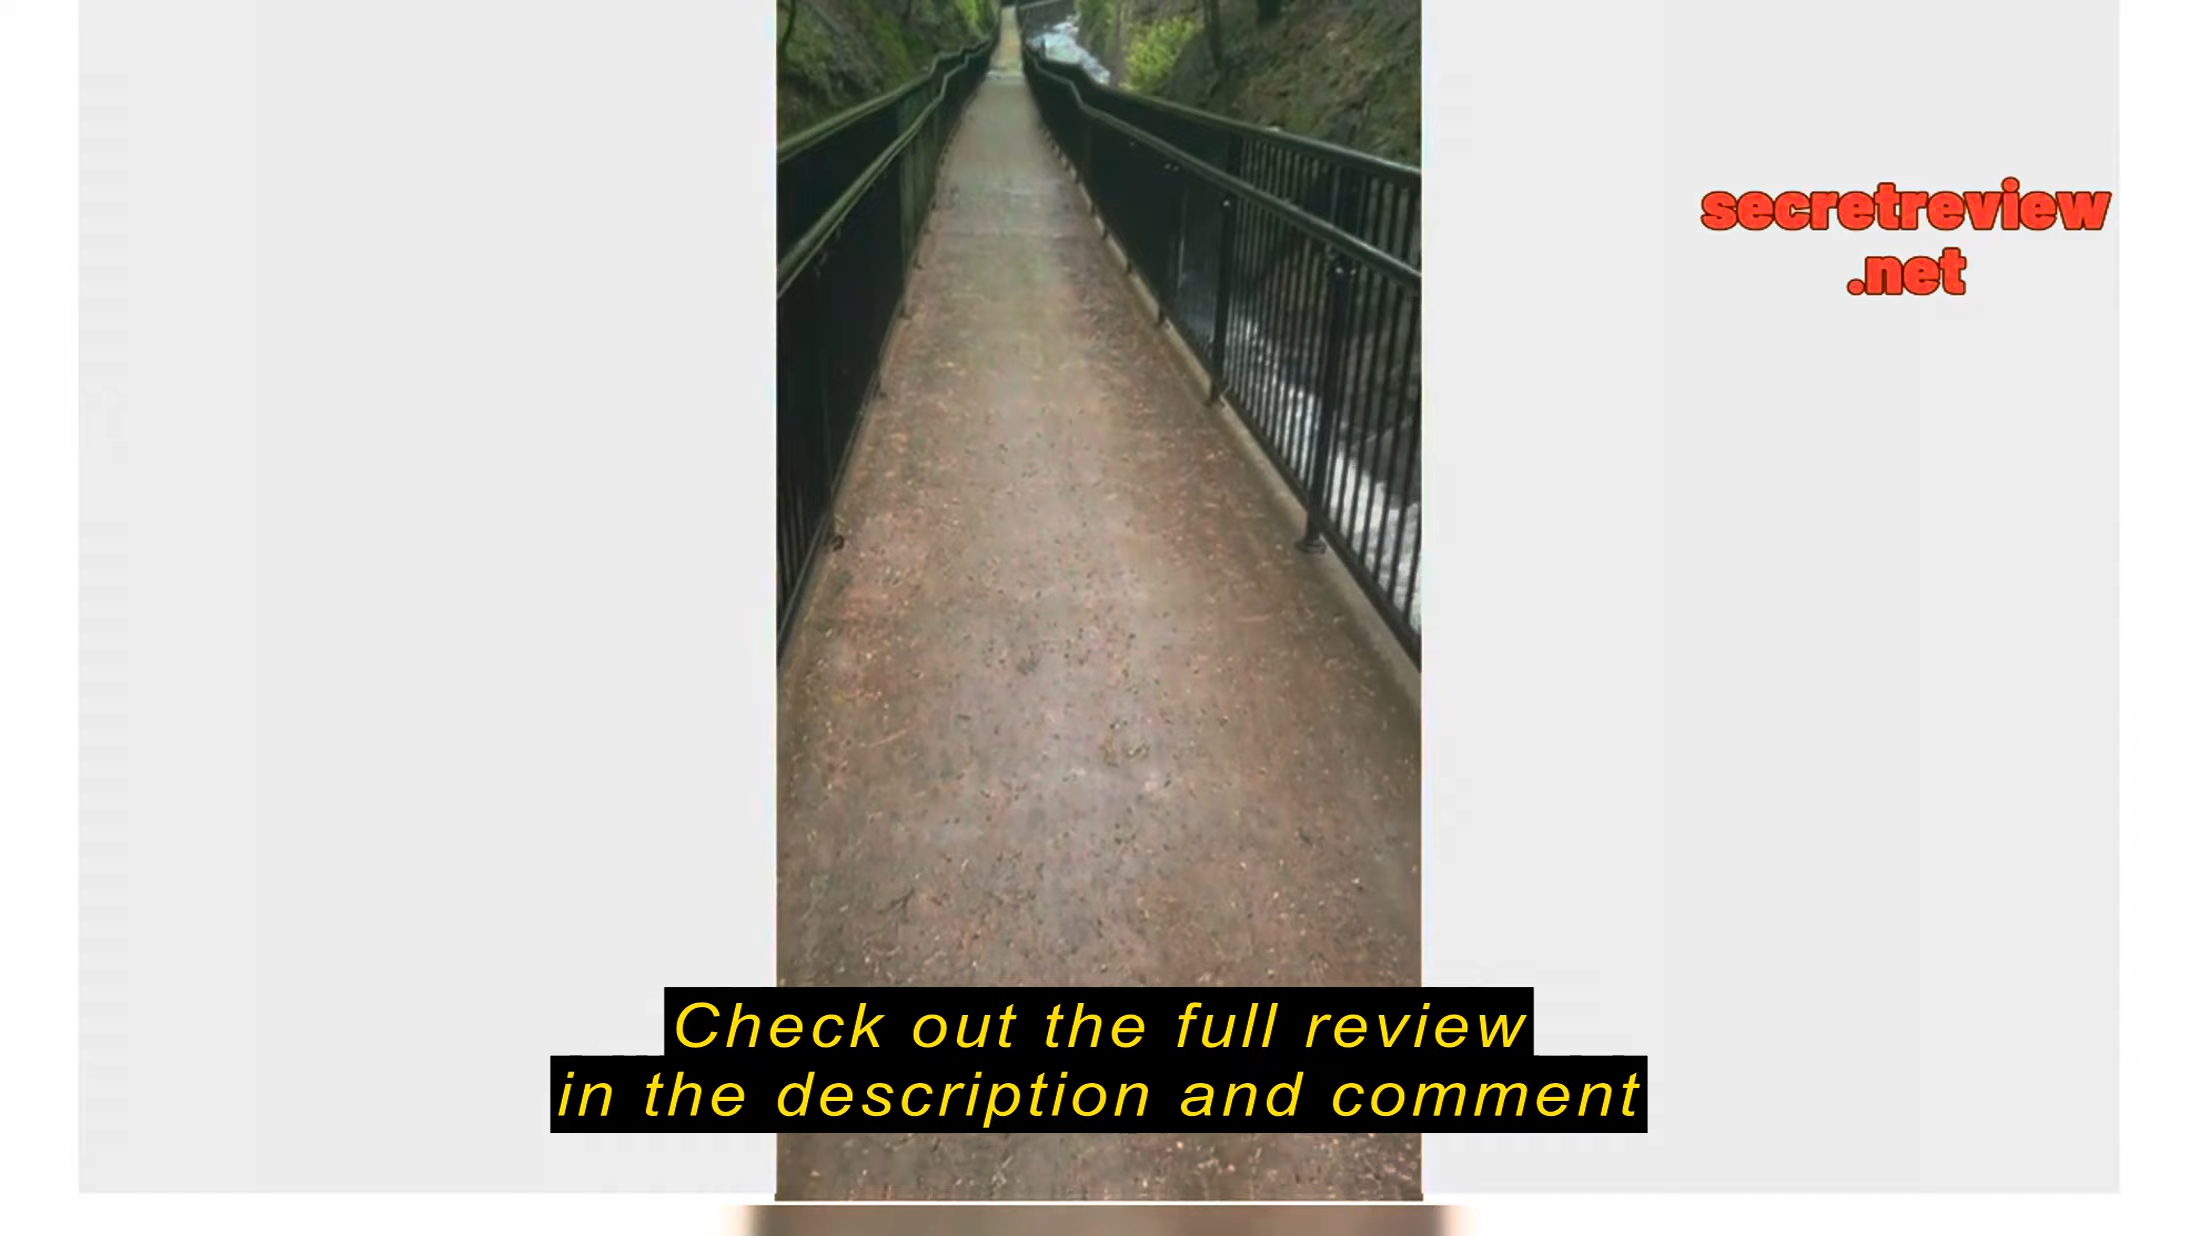 secretreview
.net
Check out the full review
in the description and comment